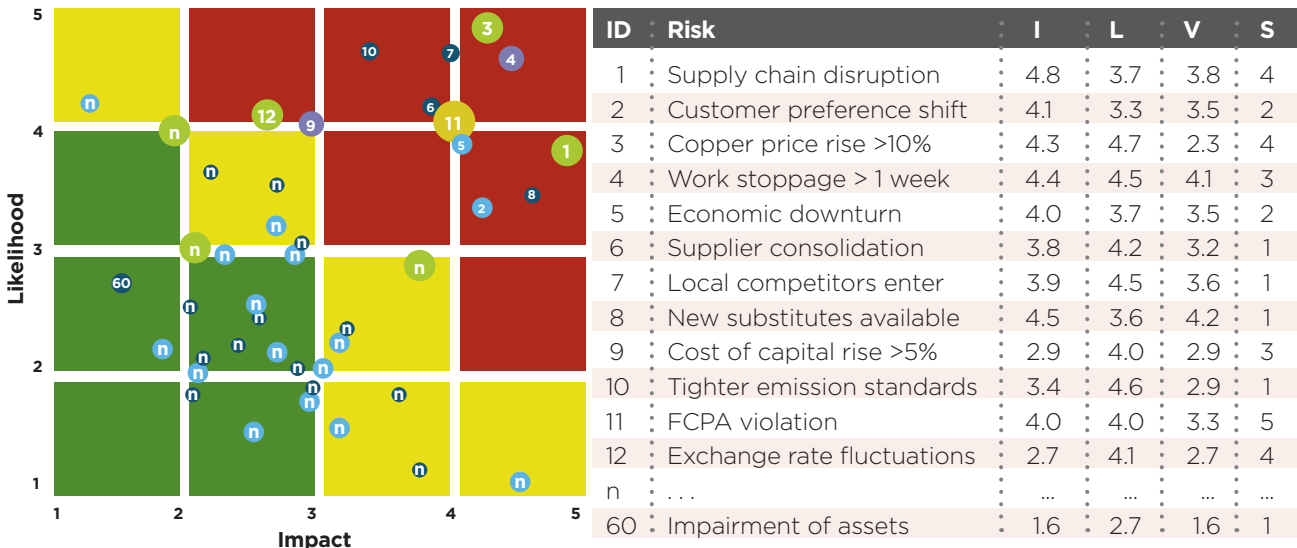 Likelihood
5
3
10
7
4
n
6
12
11
9
4
n
5
1
n
n
8
2
n
n
3
n
n
n
n
60
n
n
n
n
n
n
n
n
n
2
n
n
n
n
n
n
n
n
n
n
n
1
1 2 3 4 5
Impact
ID Risk I L V S
1 Supply chain disruption 4.8 3.7 3.8 4
2 Customer preference shift 4.1 3.3 3.5 2
3 Copper price rise >10% 4.3 4.7 2.3 4
4 Work stoppage > 1 week 4.4 4.5 4.1 3
5 Economic downturn 4.0 3.7 3.5 2
6 Supplier consolidation 3.8 4.2 3.2 1
7 Local competitors enter 3.9 4.5 3.6 1
8 New substitutes available 4.5 3.6 4.2 1
9 Cost of capital rise >5% 2.9 4.0 2.9 3
10 Tighter emission standards 3.4 4.6 2.9 1
11 FCPA violation 4.0 4.0 3.3 5
12 Exchange rate fluctuations 2.7 4.1 2.7 4
n . . . ... ... ... ...
60 Impairment of assets 1.6 2.7 1.6 1